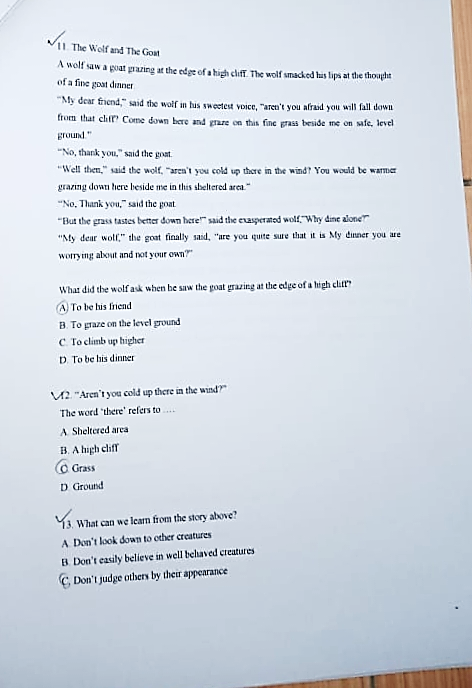 11. The Wolf and The Goat
A wolf saw a goat grazing at the edge of a high cliff. The wolf smacked his lips at the thought
of a fine goat dinner.
"My dear friend," said the wolf in his sweetest voice, "aren't you afraid you will fall down
from that cliff? Come down here and graze on this fine grass beside me on safe, level
ground."
"No, thank you," said the goat.
"Well then," said the wolf, "aren't you cold up there in the wind? You would be warmer
grazing down here beside me in this sheltered area."
"No, Thank you," said the goat.
"But the grass tastes better down here!" said the exasperated wolf,"Why dine alone?"
"My dear wolf," the goat finally said, "are you quite sure that it is My dinner you are
worrying about and not your own?"
What did the wolf ask when he saw the goat grazing at the edge of a high cliff?
A. To be his friend
B. To graze on the level ground
C. To climb up higher
D. To be his dinner
12. "Aren't you cold up there in the wind?"
The word 'there' refers to ....
A. Sheltered area
B. A high cliff
C. Grass
D. Ground
13. What can we learn from the story above?
A. Don't look down to other creatures
B. Don't easily believe in well behaved creatures
C. Don't judge others by their appearance